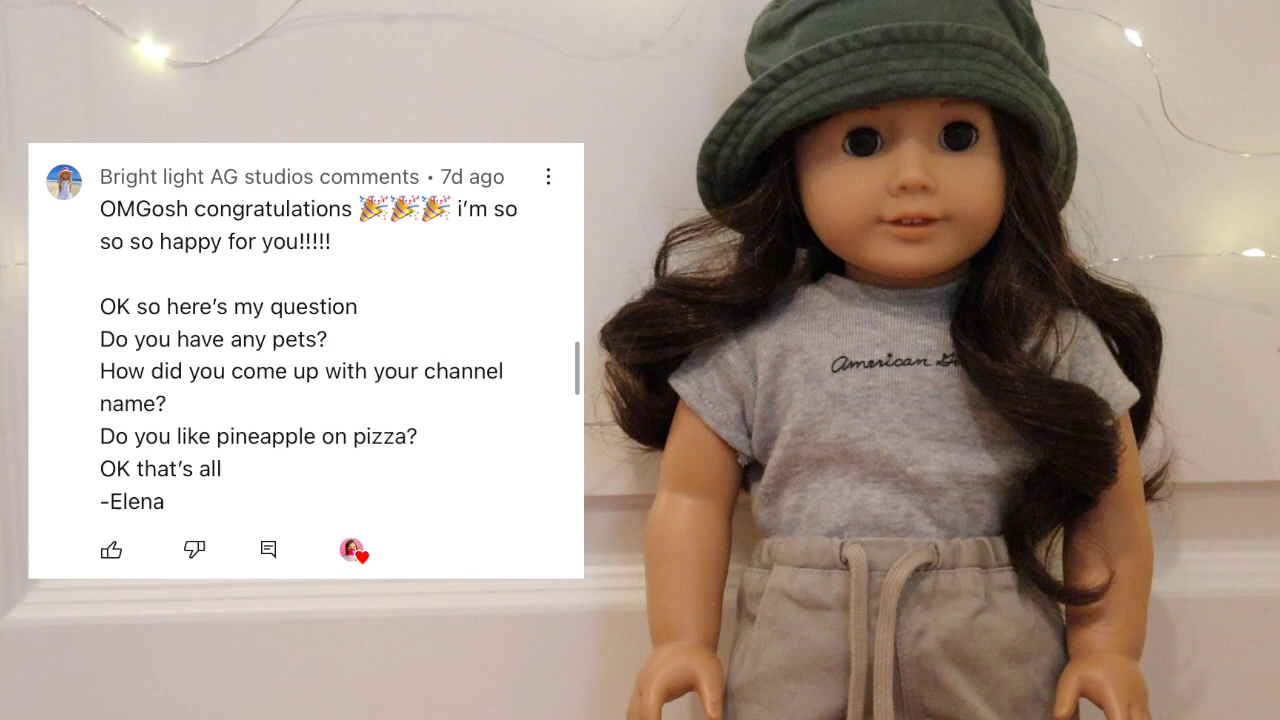 Bright light AG studios comments • 7d ago
OMGosh congratulations 🎉🎉🎉 i’m so
so so happy for you!!!!!
OK so here’s my question
Do you have any pets?
How did you come up with your channel
name?
Do you like pineapple on pizza?
OK that’s all
-Elena
American